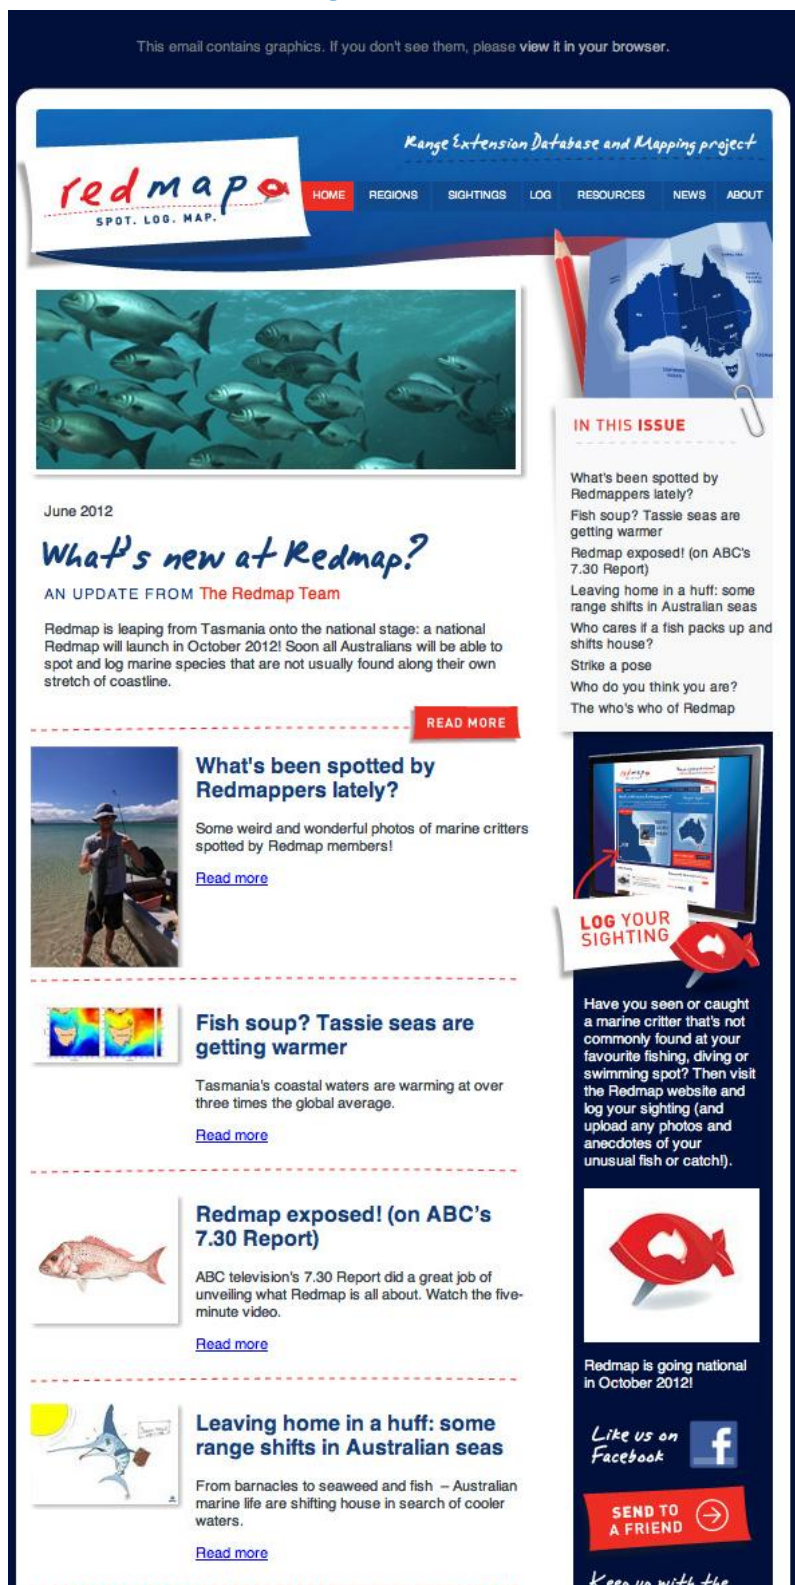 This email contains graphics. If you don't see them, please view it in your browser.
Range Extension Database and Mapping project
redmap
SPOT. LOG. MAP.
HOME REGIONS SIGHTINGS LOG RESOURCES NEWS ABOUT
IN THIS ISSUE
What's been spotted by
Redmappers lately?
Fish soup? Tassie seas are
getting warmer
Redmap exposed! (on ABC's
7.30 Report)
Leaving home in a huff: some
range shifts in Australian seas
Who cares if a fish packs up and
shifts house?
Strike a pose
Who do you think you are?
The who's who of Redmap
June 2012
What's new at Redmap?
AN UPDATE FROM The Redmap Team
Redmap is leaping from Tasmania onto the national stage: a national
Redmap will launch in October 2012! Soon all Australians will be able to
spot and log marine species that are not usually found along their own
stretch of coastline.
READ MORE
What's been spotted by
Redmappers lately?
Some weird and wonderful photos of marine critters
spotted by Redmap members!
Read more
Fish soup? Tassie seas are
getting warmer
Tasmania's coastal waters are warming at over
three times the global average.
Read more
Redmap exposed! (on ABC's
7.30 Report)
ABC television's 7.30 Report did a great job of
unveiling what Redmap is all about. Watch the five-
minute video.
Read more
Leaving home in a huff: some
range shifts in Australian seas
From barnacles to seaweed and fish – Australian
marine life are shifting house in search of cooler
waters.
Read more
redmap
LOG YOUR
SIGHTING
Have you seen or caught
a marine critter that's not
commonly found at your
favourite fishing, diving or
swimming spot? Then visit
the Redmap website and
log your sighting (and
upload any photos and
anecdotes of your
unusual fish or catch!).
Redmap is going national
in October 2012!
Like us on
Facebook
SEND TO
A FRIEND
Keep up with the